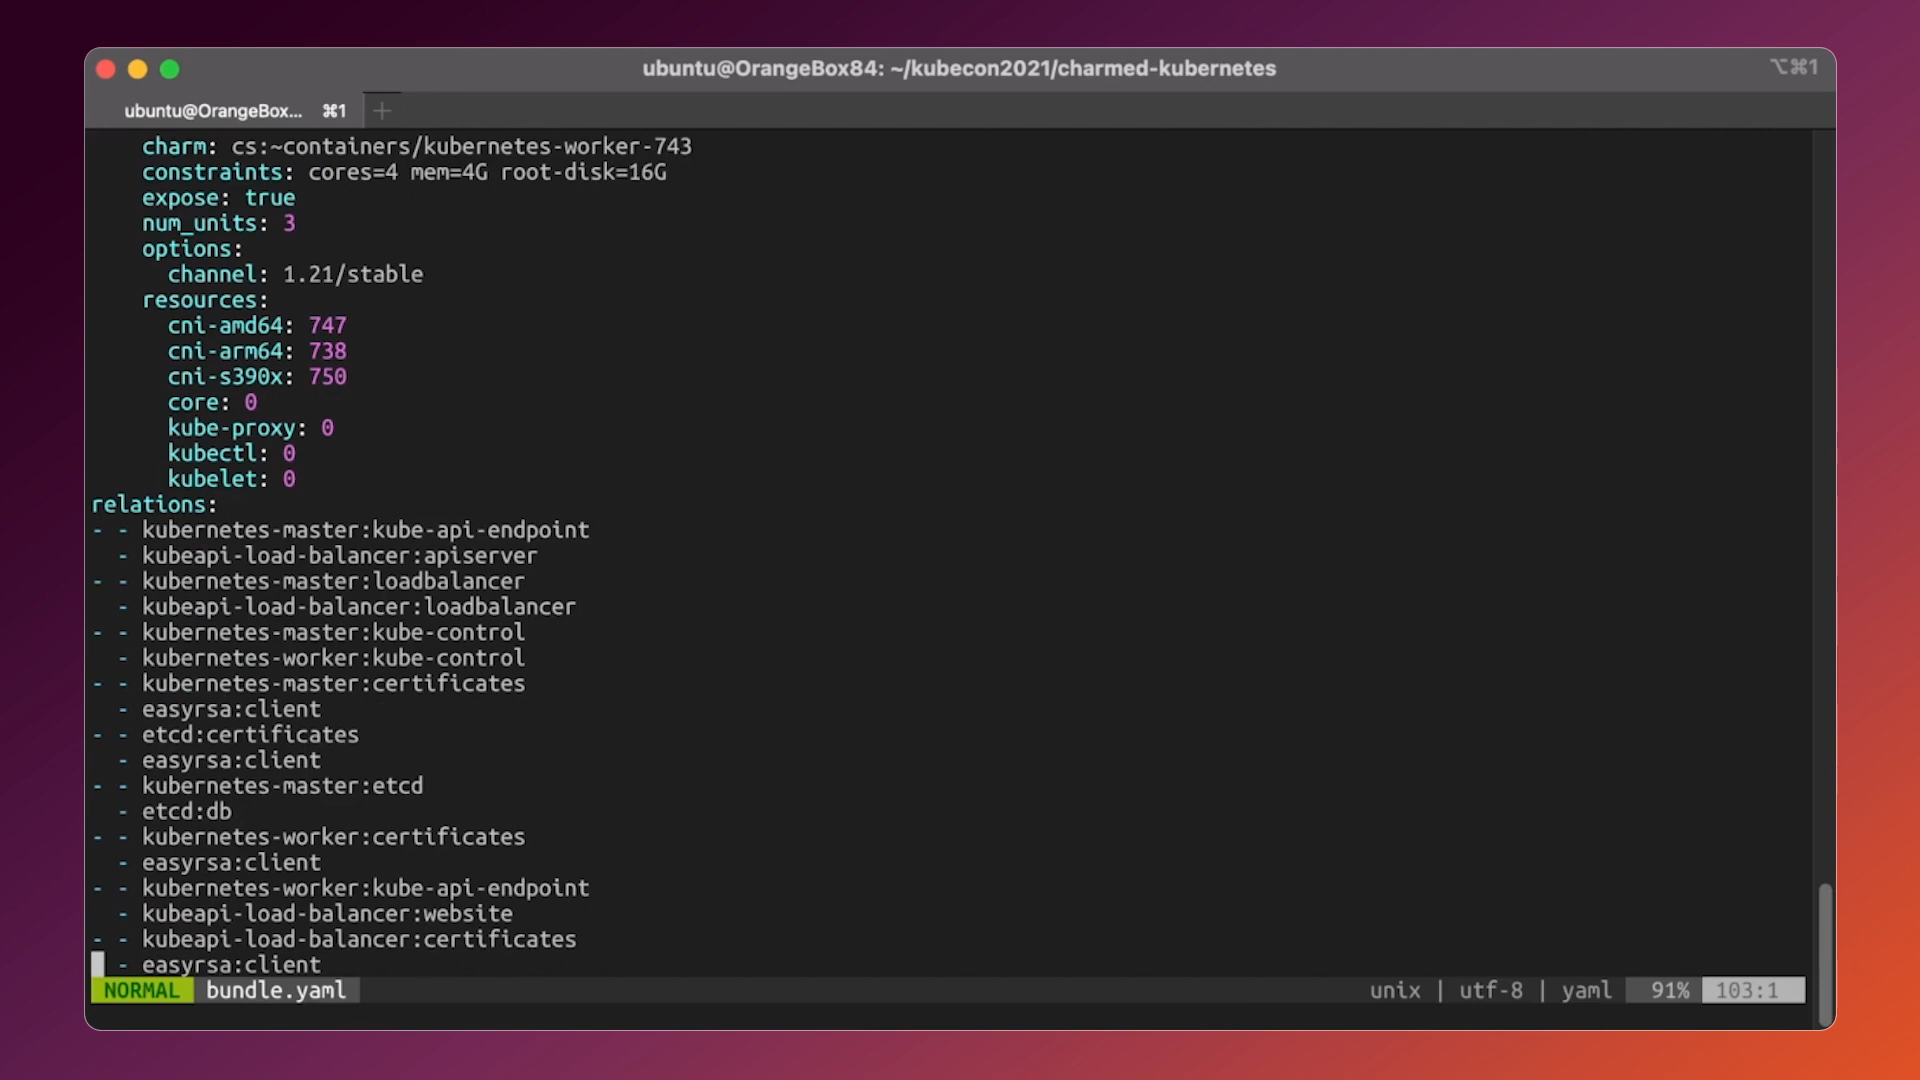 ubuntu@OrangeBox84: ~/kubecon2021/charmed-kubernetes
⌥⌘1
ubuntu@OrangeBox... ⌘1 +
charm: cs:~containers/kubernetes-worker-743
constraints: cores=4 mem=4G root-disk=16G
expose: true
num_units: 3
options:
channel: 1.21/stable
resources:
cni-amd64: 747
cni-arm64: 738
cni-s390x: 750
core: 0
kube-proxy: 0
kubectl: 0
kubelet: 0
relations:
- - kubernetes-master:kube-api-endpoint
- kubeapi-load-balancer:apiserver
- - kubernetes-master:loadbalancer
- kubeapi-load-balancer:loadbalancer
- - kubernetes-master:kube-control
- kubernetes-worker:kube-control
- - kubernetes-master:certificates
- easyrsa:client
- - etcd:certificates
- easyrsa:client
- - kubernetes-master:etcd
- etcd:db
- - kubernetes-worker:certificates
- easyrsa:client
- - kubernetes-worker:kube-api-endpoint
- kubeapi-load-balancer:website
- - kubeapi-load-balancer:certificates
- easyrsa:client
NORMAL bundle.yaml unix | utf-8 | yaml 91% 103:1